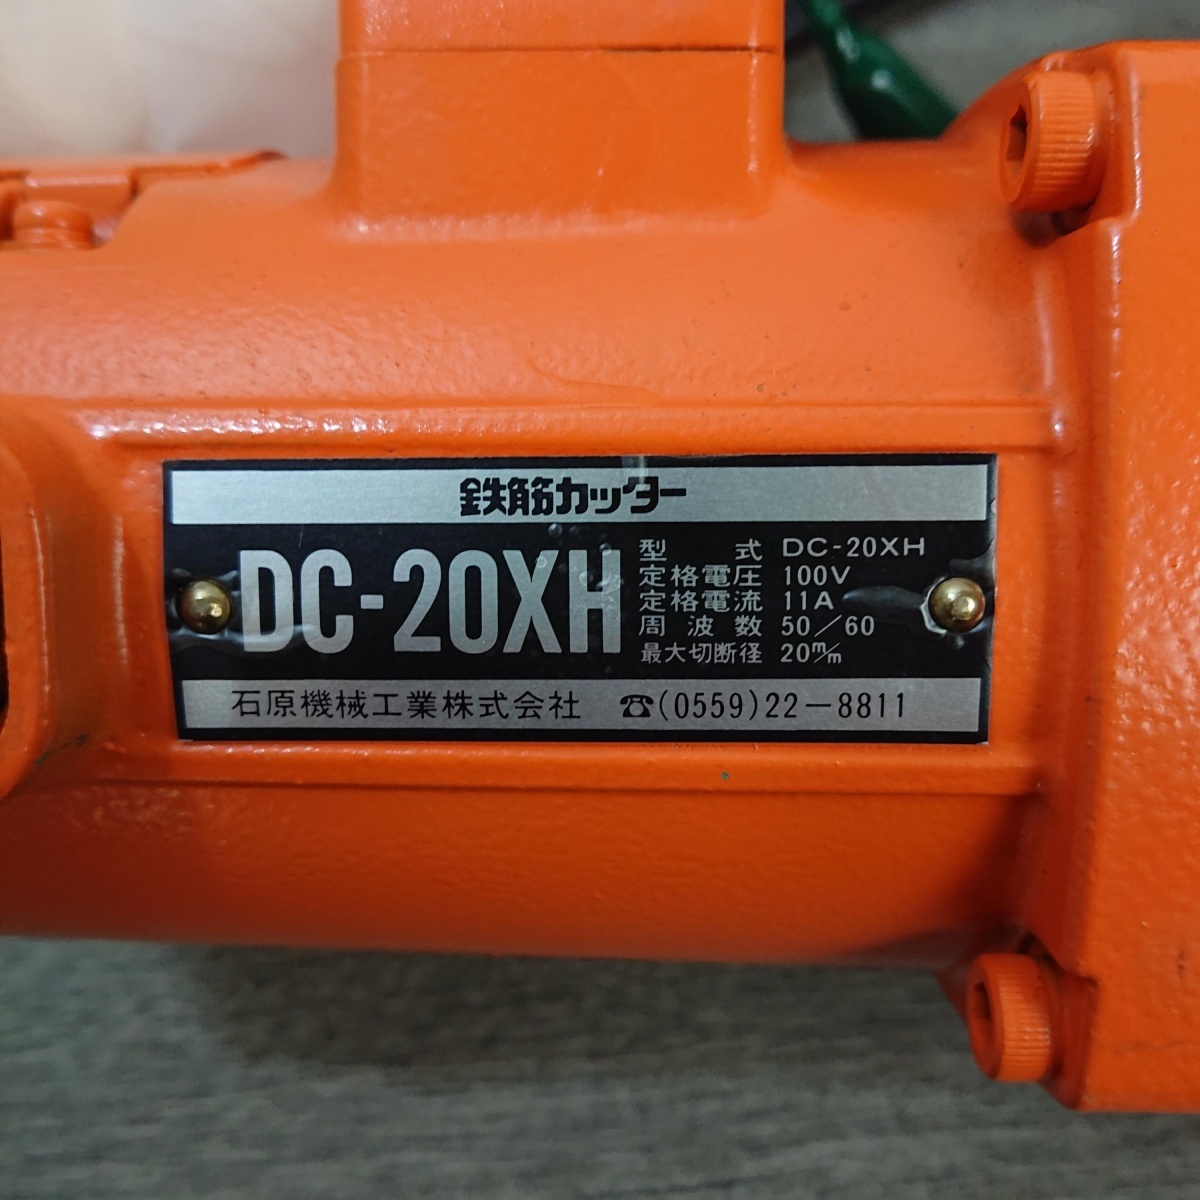 鉄筋カッター
DC-20XH
型式 DC-20XH
定格電圧 100V
定格電流 11A
周波数 50/60
最大切断径 20m/m
石原機械工業株式会社 ☎(0559)22-8811